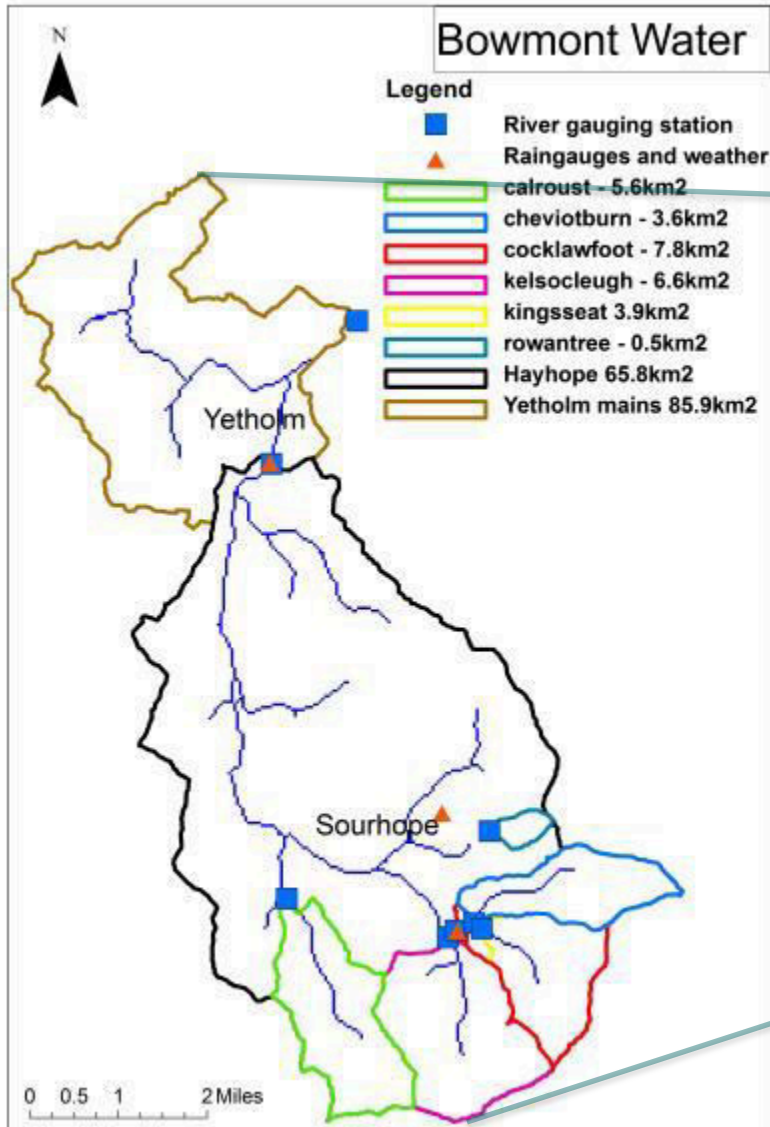 Bowmont Water
N
Legend
River gauging station
Raingauges and weather
calroust - 5.6km2
cheviotburn - 3.6km2
cocklawfoot - 7.8km2
kelsocleugh - 6.6km2
kingsseat 3.9km2
rowantree - 0.5km2
Hayhope 65.8km2
Yetholm mains 85.9km2
Yetholm
Sourhope
0 0.5 1 2 Miles